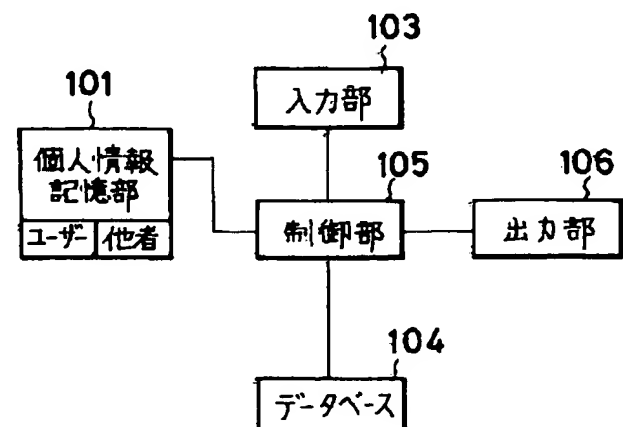 103
入力部
101
個人情報
記憶部
ユーザー 他者
105
制御部
106
出力部
104
データベース